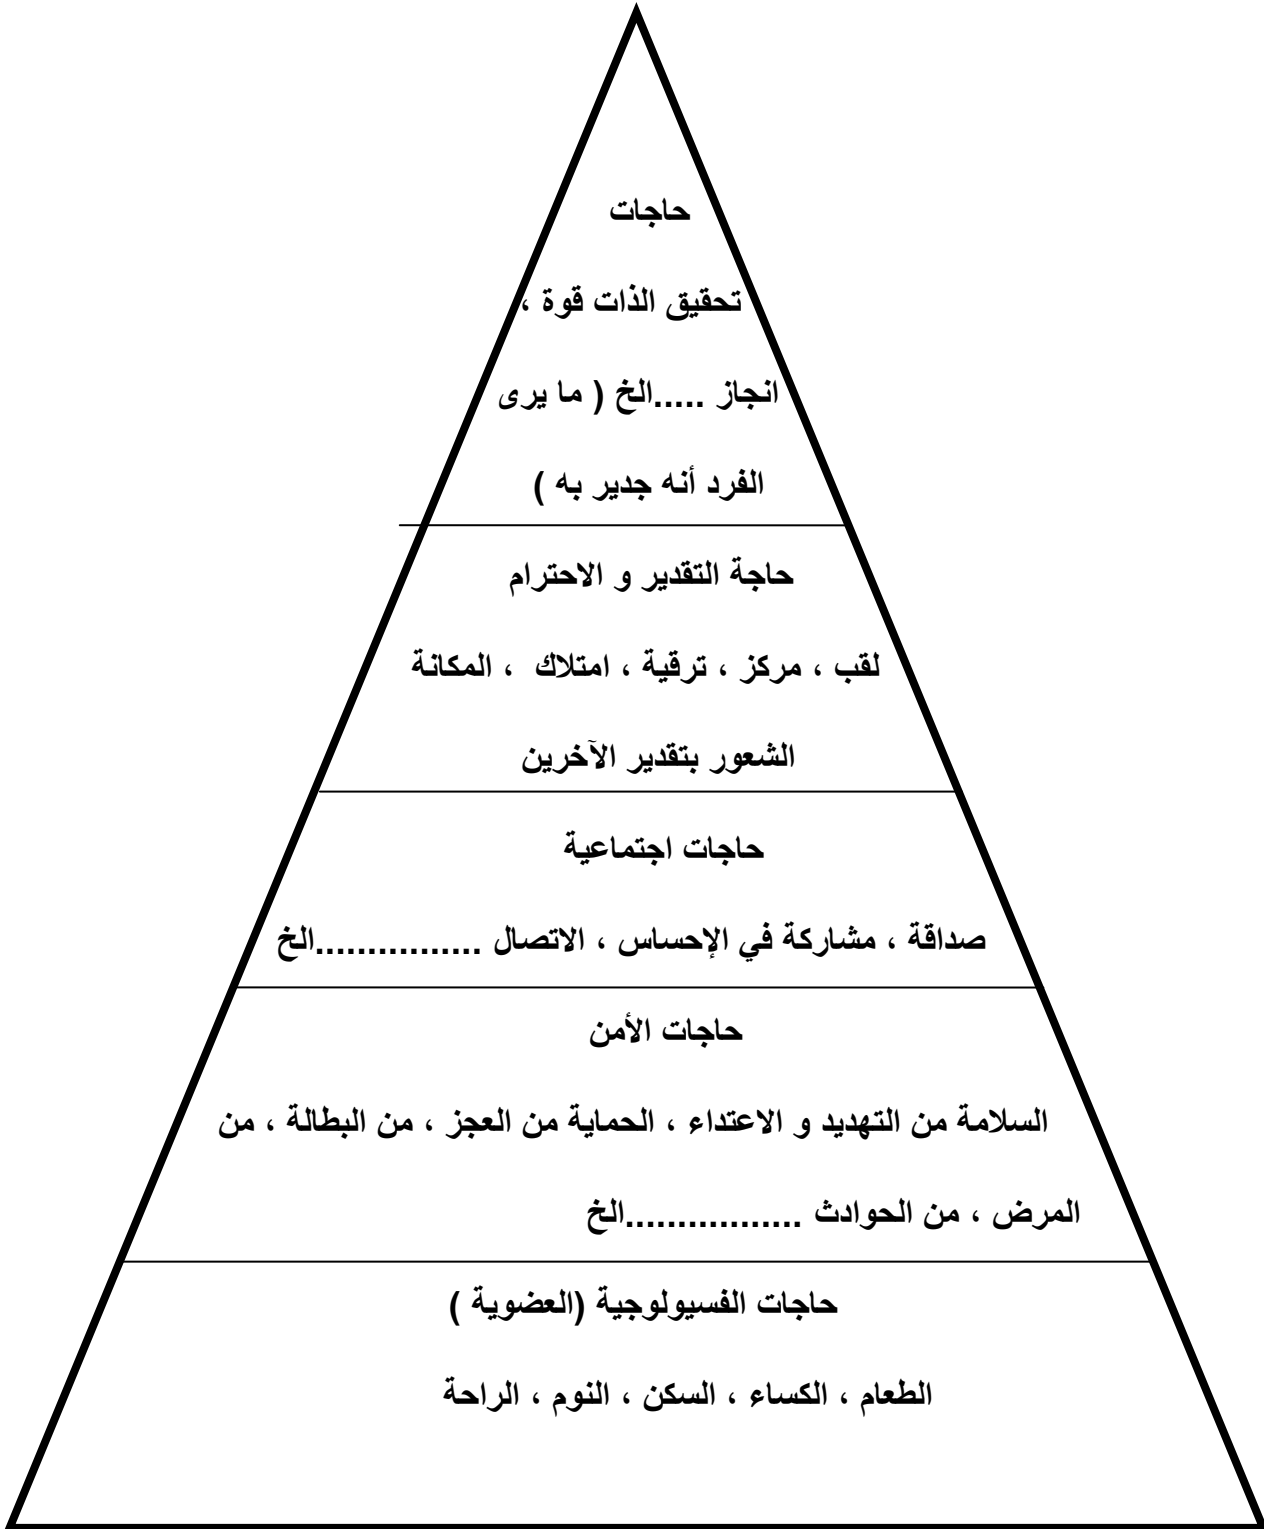 حاجات
تحقيق الذات قوة ،
انجاز .....الخ ( ما يرى
الفرد أنه جدير به )
حاجة التقدير و الاحترام
لقب ، مركز ، ترقية ، امتلاك ، المكانة
الشعور بتقدير الآخرين
حاجات اجتماعية
صداقة ، مشاركة في الإحساس ، الاتصال ................الخ
حاجات الأمن
السلامة من التهديد و الاعتداء ، الحماية من العجز ، من البطالة ، من
المرض ، من الحوادث .................الخ
حاجات الفسيولوجية (العضوية )
الطعام ، الكساء ، السكن ، النوم ، الراحة